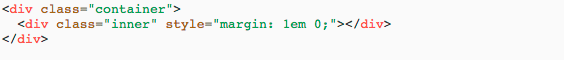 <div class="container">
  <div class="inner" style="margin: 1em 0;"></div>
</div>